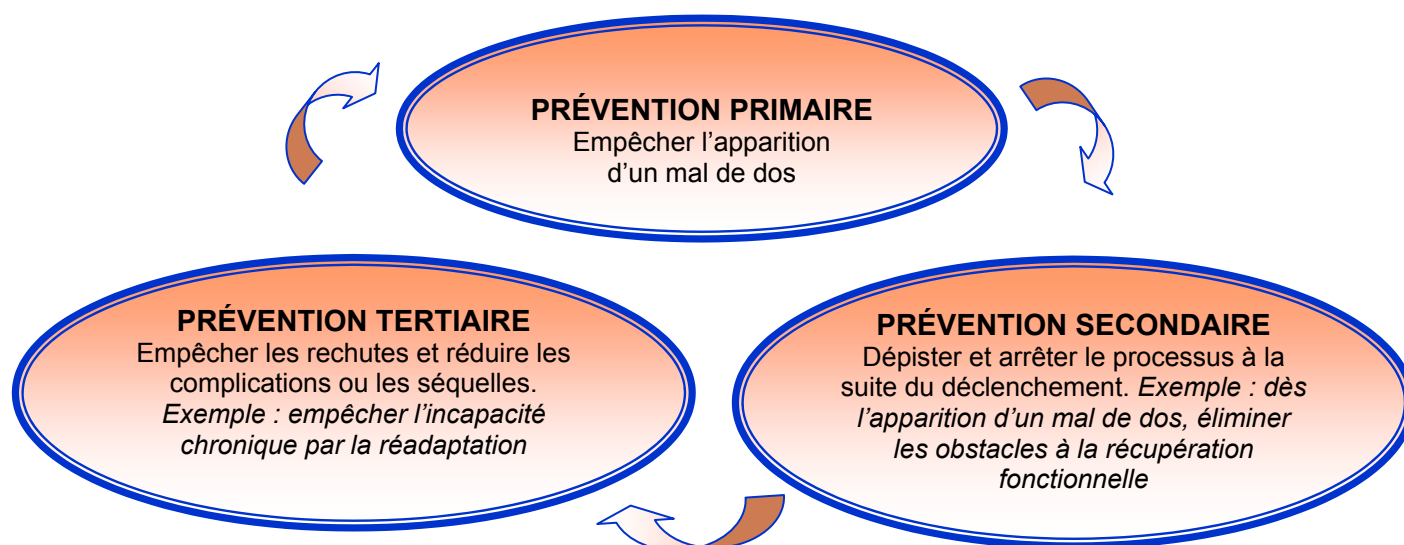 PRÉVENTION PRIMAIRE
Empêcher l’apparition
d’un mal de dos
PRÉVENTION TERTIAIRE
Empêcher les rechutes et réduire les
complications ou les séquelles.
Exemple : empêcher l’incapacité
chronique par la réadaptation
PRÉVENTION SECONDAIRE
Dépister et arrêter le processus à la
suite du déclenchement. Exemple : dès
l’apparition d’un mal de dos, éliminer
les obstacles à la récupération
fonctionnelle